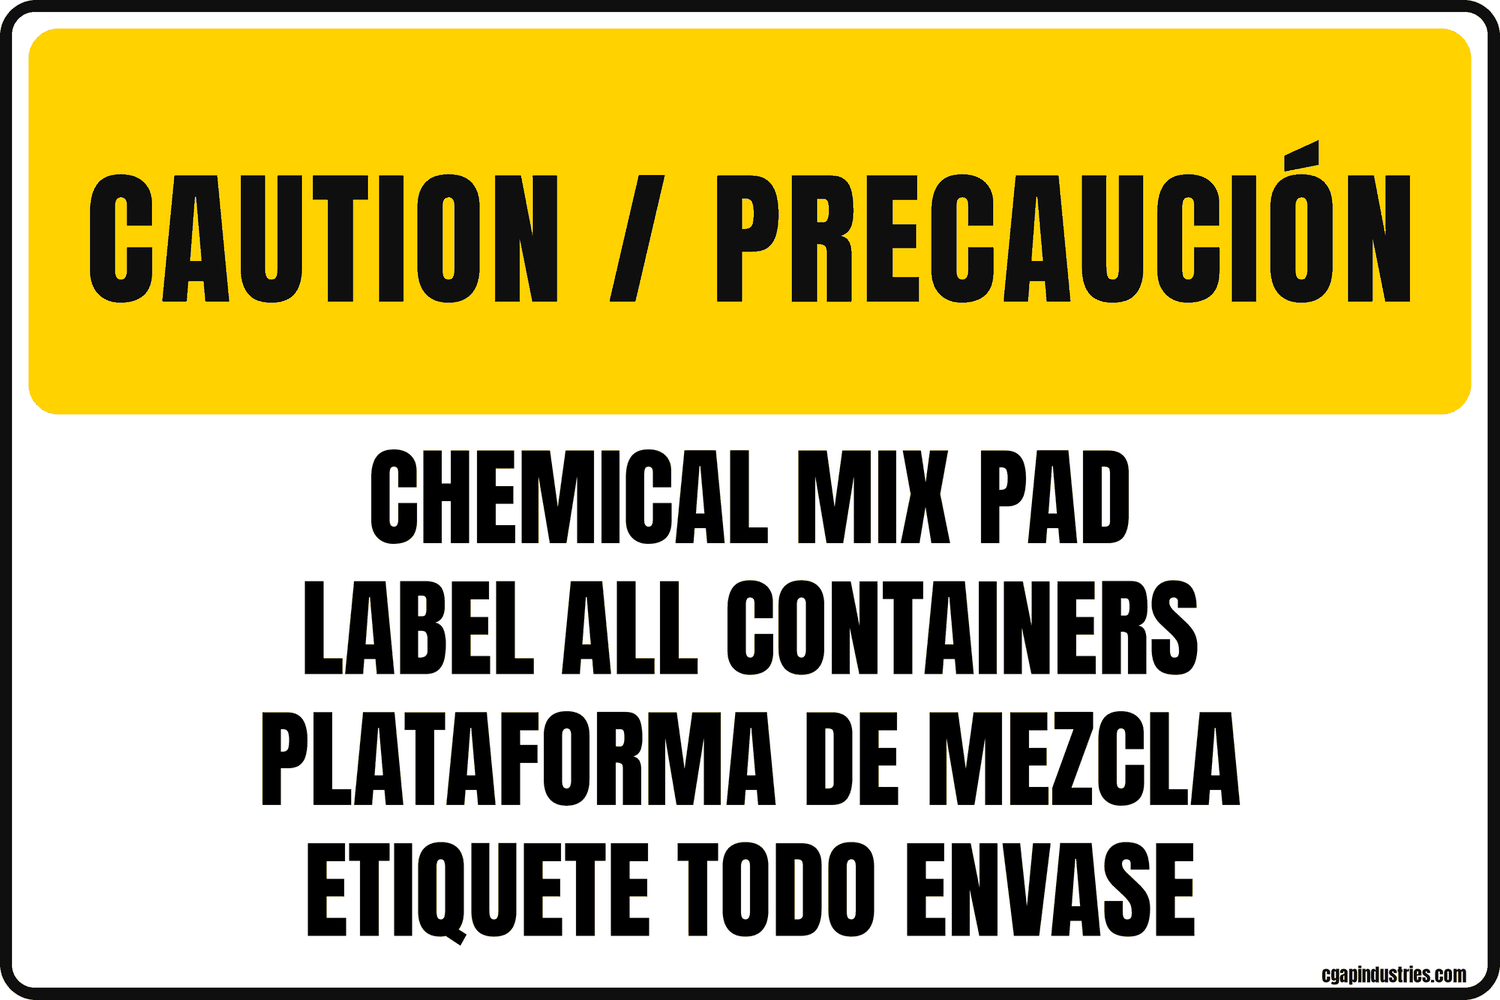 CAUTION / PRECAUCIÓN
CHEMICAL MIX PAD
LABEL ALL CONTAINERS
PLATAFORMA DE MEZCLA
ETIQUETE TODO ENVASE
cgapindustries.com